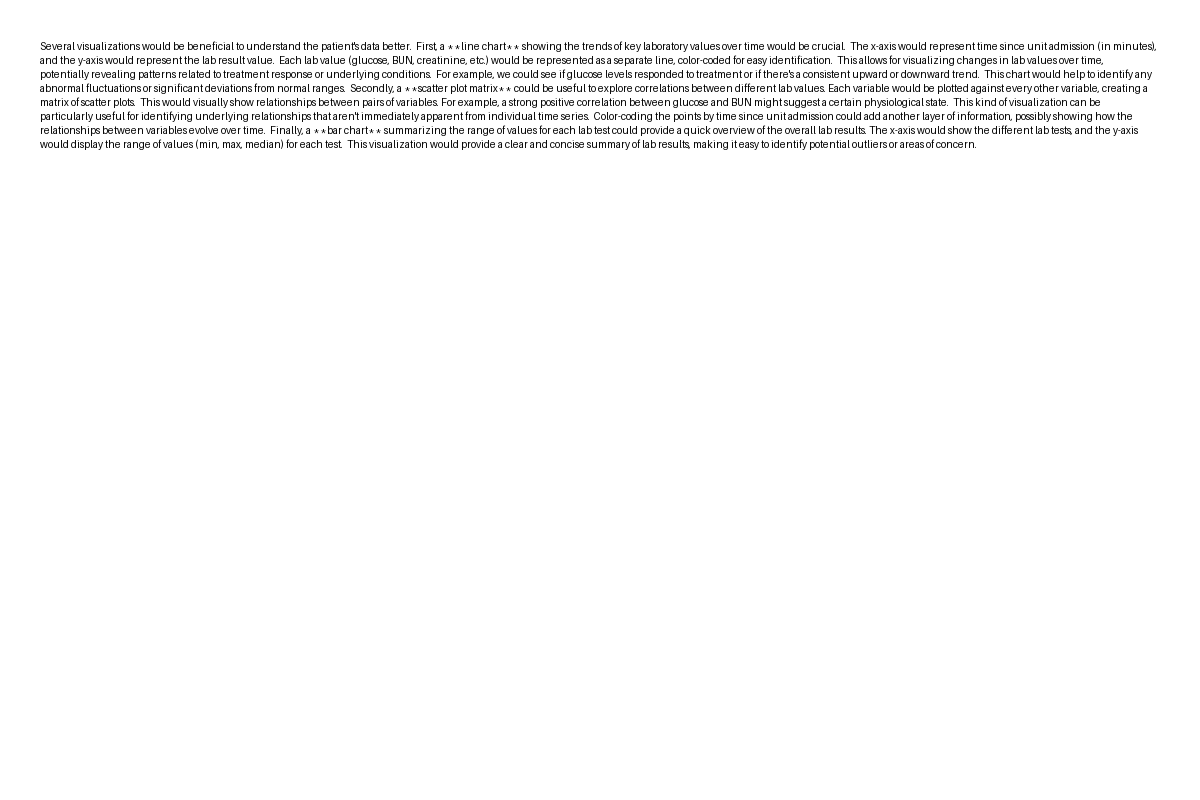 Several visualizations would be beneficial to understand the patient's data better.  First, a **line chart** showing the trends of key laboratory values over time would be crucial.  The x-axis would represent time since unit admission (in minutes),
and the y-axis would represent the lab result value.  Each lab value (glucose, BUN, creatinine, etc.) would be represented as a separate line, color-coded for easy identification.  This allows for visualizing changes in lab values over time,
potentially revealing patterns related to treatment response or underlying conditions.  For example, we could see if glucose levels responded to treatment or if there's a consistent upward or downward trend.  This chart would help to identify any
abnormal fluctuations or significant deviations from normal ranges.  Secondly, a **scatter plot matrix** could be useful to explore correlations between different lab values. Each variable would be plotted against every other variable, creating a
matrix of scatter plots.  This would visually show relationships between pairs of variables. For example, a strong positive correlation between glucose and BUN might suggest a certain physiological state.  This kind of visualization can be
particularly useful for identifying underlying relationships that aren't immediately apparent from individual time series.  Color-coding the points by time since unit admission could add another layer of information, possibly showing how the
relationships between variables evolve over time.  Finally, a **bar chart** summarizing the range of values for each lab test could provide a quick overview of the overall lab results. The x-axis would show the different lab tests, and the y-axis
would display the range of values (min, max, median) for each test.  This visualization would provide a clear and concise summary of lab results, making it easy to identify potential outliers or areas of concern.